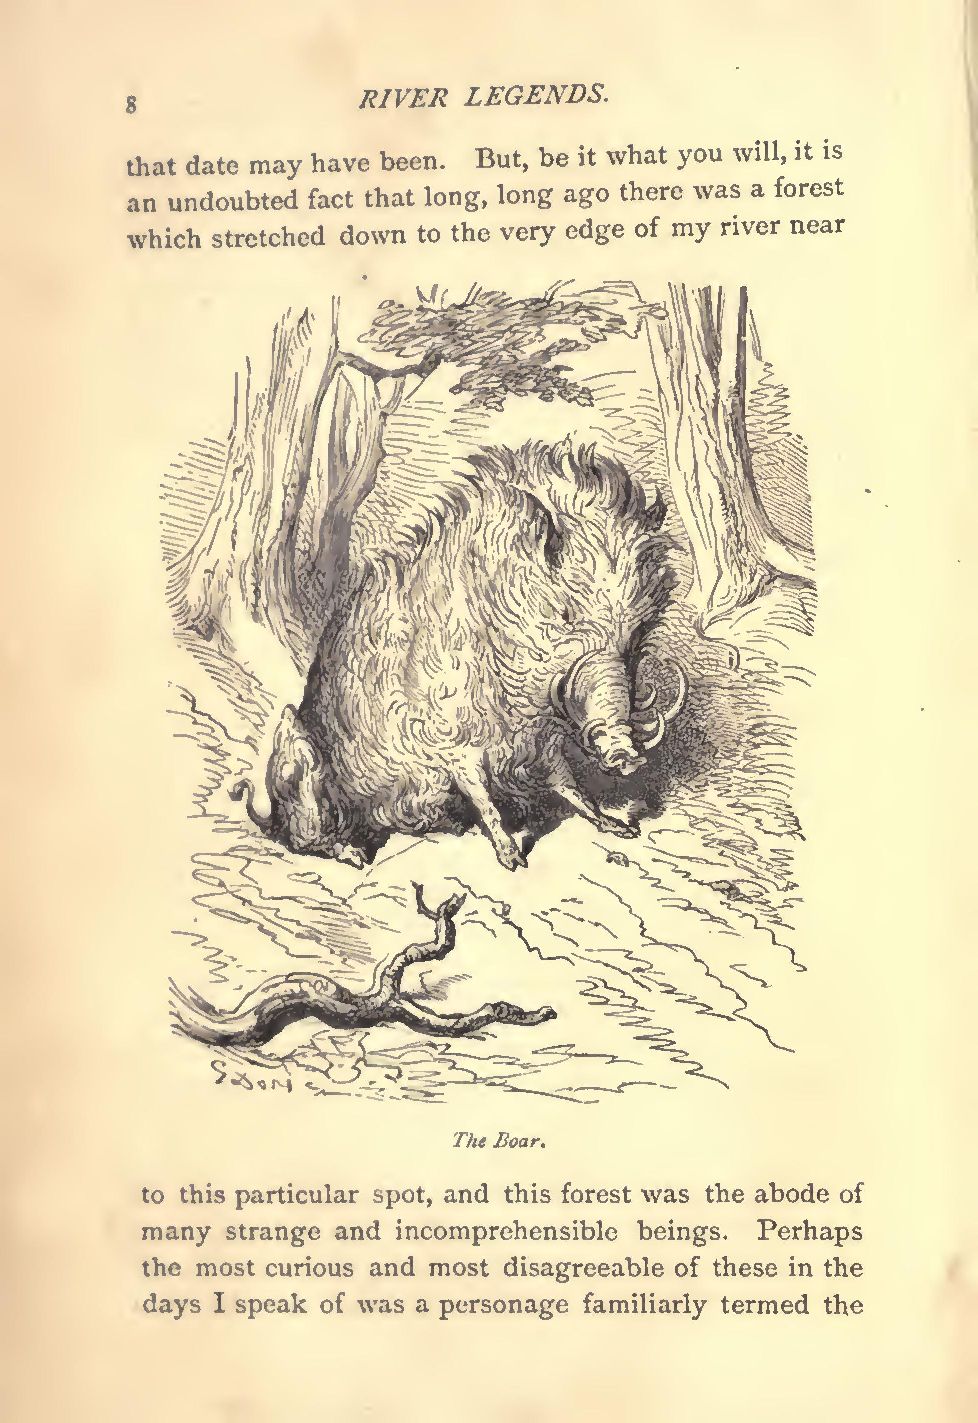 8 RIVER LEGENDS.
that date may have been. But, be it what you will, it is
an undoubted fact that long, long ago there was a forest
which stretched down to the very edge of my river near
G DORÉ
The Boar.
to this particular spot, and this forest was the abode of
many strange and incomprehensible beings. Perhaps
the most curious and most disagreeable of these in the
days I speak of was a personage familiarly termed the